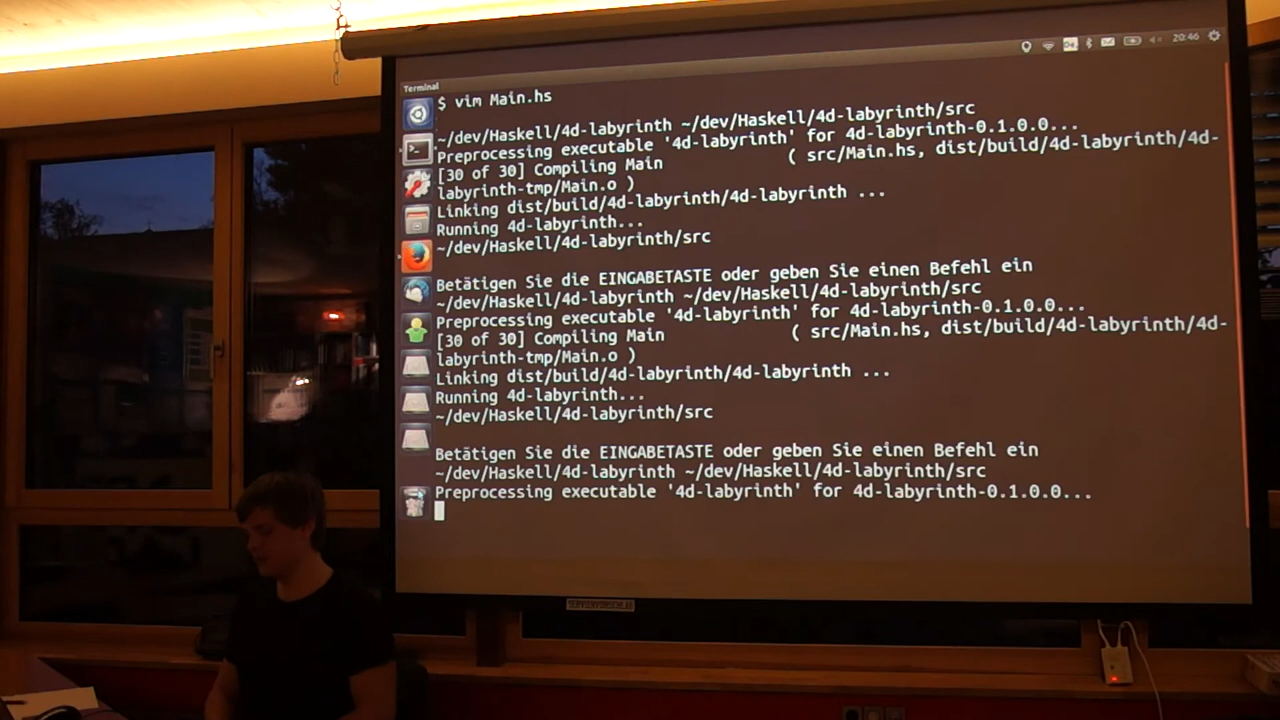 20:46
Terminal
$ vim Main.hs
~/dev/Haskell/4d-labyrinth ~/dev/Haskell/4d-labyrinth/src
Preprocessing executable '4d-labyrinth' for 4d-labyrinth-0.1.0.0...
[30 of 30] Compiling Main ( src/Main.hs, dist/build/4d-labyrinth/4d-
labyrinth-tmp/Main.o )
Linking dist/build/4d-labyrinth/4d-labyrinth ...
Running 4d-labyrinth...
~/dev/Haskell/4d-labyrinth/src
Betätigen Sie die EINGABETASTE oder geben Sie einen Befehl ein
~/dev/Haskell/4d-labyrinth ~/dev/Haskell/4d-labyrinth/src
Preprocessing executable '4d-labyrinth' for 4d-labyrinth-0.1.0.0...
[30 of 30] Compiling Main ( src/Main.hs, dist/build/4d-labyrinth/4d-
labyrinth-tmp/Main.o )
Linking dist/build/4d-labyrinth/4d-labyrinth ...
Running 4d-labyrinth...
~/dev/Haskell/4d-labyrinth/src
Betätigen Sie die EINGABETASTE oder geben Sie einen Befehl ein
~/dev/Haskell/4d-labyrinth ~/dev/Haskell/4d-labyrinth/src
Preprocessing executable '4d-labyrinth' for 4d-labyrinth-0.1.0.0...